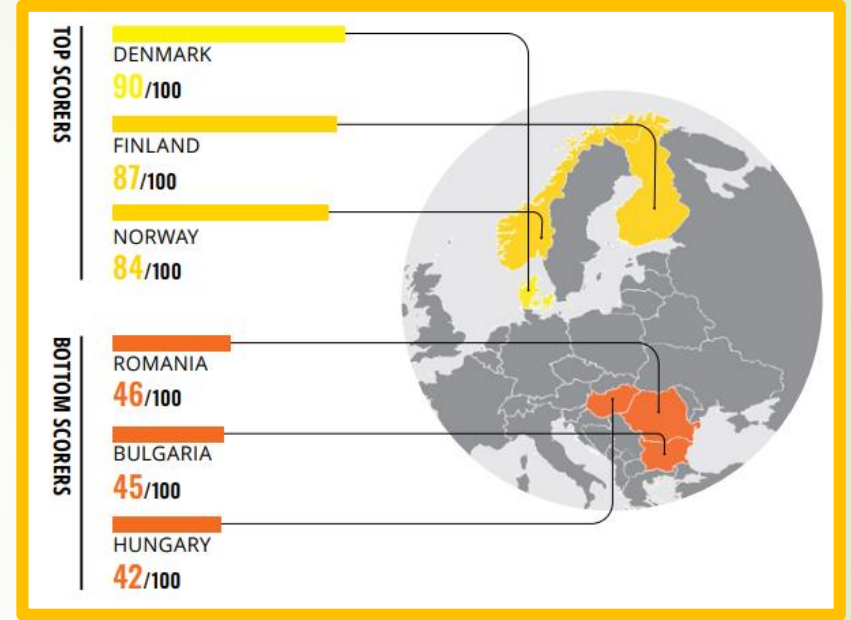 TOP SCORERS
DENMARK
90/100
FINLAND
87/100
NORWAY
84/100
BOTTOM SCORERS
ROMANIA
46/100
BULGARIA
45/100
HUNGARY
42/100